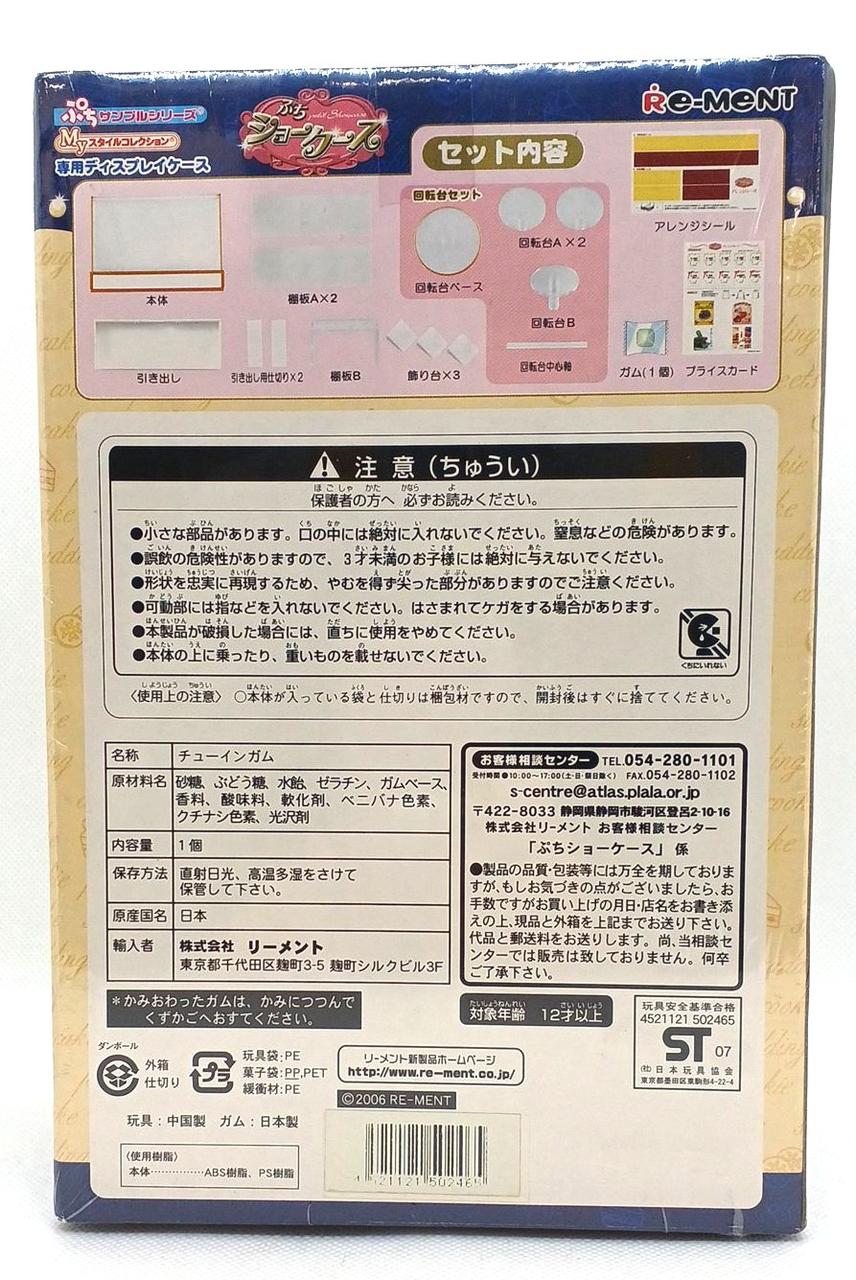 ぷちサンプルシリーズ
Myスタイルコレクション
専用ディスプレイケース
ぷち petit Showcase
ショーケース
Re-MeNT
セット内容
本体
棚板A×2
引き出し
引き出し用仕切り×2
棚板B
飾り台×3
回転台セット
回転台ベース
回転台A×2
回転台B
回転台中心軸
アレンジシール
ガム(1個)
プライスカード
注意(ちゅうい)
保護者の方へ 必ずお読みください。
●小さな部品があります。口の中には絶対に入れないでください。窒息などの危険があります。
●誤飲の危険性がありますので、3才未満のお子様には絶対に与えないでください。
●形状を忠実に再現するため、やむを得ず尖った部分がありますのでご注意ください。
●可動部には指などを入れないでください。はさまれてケガをする場合があります。
●本製品が破損した場合には、直ちに使用をやめてください。
●本体の上に乗ったり、重いものを載せないでください。
くちにいれない
〈使用上の注意〉 ○本体が入っている袋と仕切りは梱包材ですので、開封後はすぐに捨ててください。
名称 チューインガム
原材料名 砂糖、ぶどう糖、水飴、ゼラチン、ガムベース、
香料、酸味料、軟化剤、ベニバナ色素、
クチナシ色素、光沢剤
内容量 1個
保存方法 直射日光、高温多湿をさけて
保管して下さい。
原産国名 日本
輸入者 株式会社 リーメント
東京都千代田区麹町3-5 麹町シルクビル3F
＊かみおわったガムは、かみにつつんで
くずかごへおすてください。
お客様相談センター TEL.054-280-1101
受付時間●10:00〜17:00(土・日・祭日除く) FAX.054-280-1102
s-centre@atlas.plala.or.jp
〒422-8033 静岡県静岡市駿河区登呂2-10-16
株式会社リーメント お客様相談センター
「ぷちショーケース」係
●製品の品質・包装等には万全を期しておりま
すが、もしお気づきの点がございましたら、お
手数ですがお買い上げの月日・店名をお書き添
えの上、現品と外箱を上記までお送り下さい。
代品と郵送料をお送りします。尚、当相談セ
ンターでは販売は致しておりません。何卒
ご了承下さい。
対象年齢 12才以上
玩具安全基準合格
4521121 502465
ST 07
(社)日本玩具協会
東京都墨田区東駒形4-22-4
ダンボール
外箱
仕切り
プラ
玩具袋:PE
菓子袋:PP,PET
緩衝材:PE
リーメント新製品ホームページ
http://www.re-ment.co.jp/
©2006 RE-MENT
玩具:中国製 ガム:日本製
〈使用樹脂〉
本体……………ABS樹脂、PS樹脂
4 521121 502465